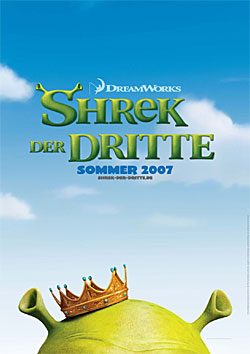 DREAMWORKS
SHREK
DER DRITTE
SOMMER 2007
SHREK-DER-DRITTE.DE